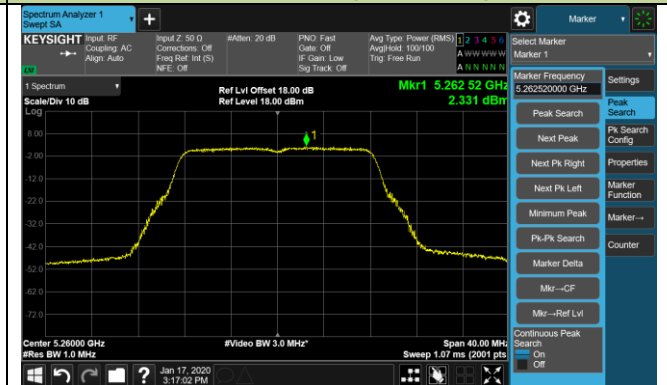 Spectrum Analyzer 1
Swept SA
Marker
KEYSIGHT
Input: RF
Coupling: AC
Align: Auto
Input Z: 50 Ω
Corrections: Off
Freq Ref: Int (S)
NFE: Off
#Atten: 20 dB
PNO: Fast
Gate: Off
IF Gain: Low
Sig Track: Off
Avg Type: Power (RMS)
Avg|Hold: 100/100
Trig: Free Run
1 2 3 4 5 6
A W W W W W
A N N N N N
Select Marker
Marker 1
1 Spectrum
Scale/Div 10 dB
Log
Ref Lvl Offset 18.00 dB
Ref Level 18.00 dBm
Mkr1 5.262 52 GHz
2.331 dBm
8.00
-2.00
-12.0
-22.0
-32.0
-42.0
-52.0
-62.0
-72.0
1
Center 5.26000 GHz
#Res BW 1.0 MHz
#Video BW 3.0 MHz*
Span 40.00 MHz
Sweep 1.07 ms (2001 pts)
Marker Frequency
5.262520000 GHz
Peak Search
Next Peak
Next Pk Right
Next Pk Left
Minimum Peak
Pk-Pk Search
Marker Delta
Mkr→CF
Mkr→Ref Lvl
Continuous Peak
Search
On
Off
Settings
Peak
Search
Pk Search
Config
Properties
Marker
Function
Marker→
Counter
?
Jan 17, 2020
3:17:02 PM